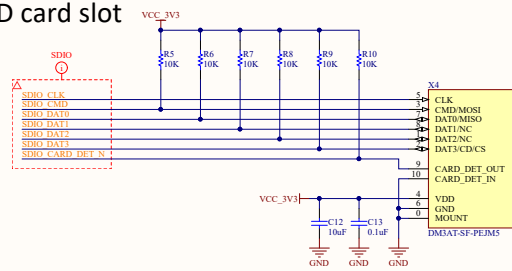 D card slot
VCC_3V3
SDIO
i
R5 10K
R6 10K
R7 10K
R8 10K
R9 10K
R10 10K
X4
SDIO_CLK 5 CLK
SDIO_CMD 3 CMD/MOSI
SDIO_DAT0 7 DAT0/MISO
SDIO_DAT1 8 DAT1/NC
SDIO_DAT2 DAT2/NC
SDIO_DAT3 DAT3/CD/CS
SDIO_CARD_DET_N
9 CARD_DET_OUT
10 CARD_DET_IN
VCC_3V3 4 VDD
6 GND
0 MOUNT
C12 10uF
C13 0.1uF
DM3AT-SF-PEJM5
GND GND GND